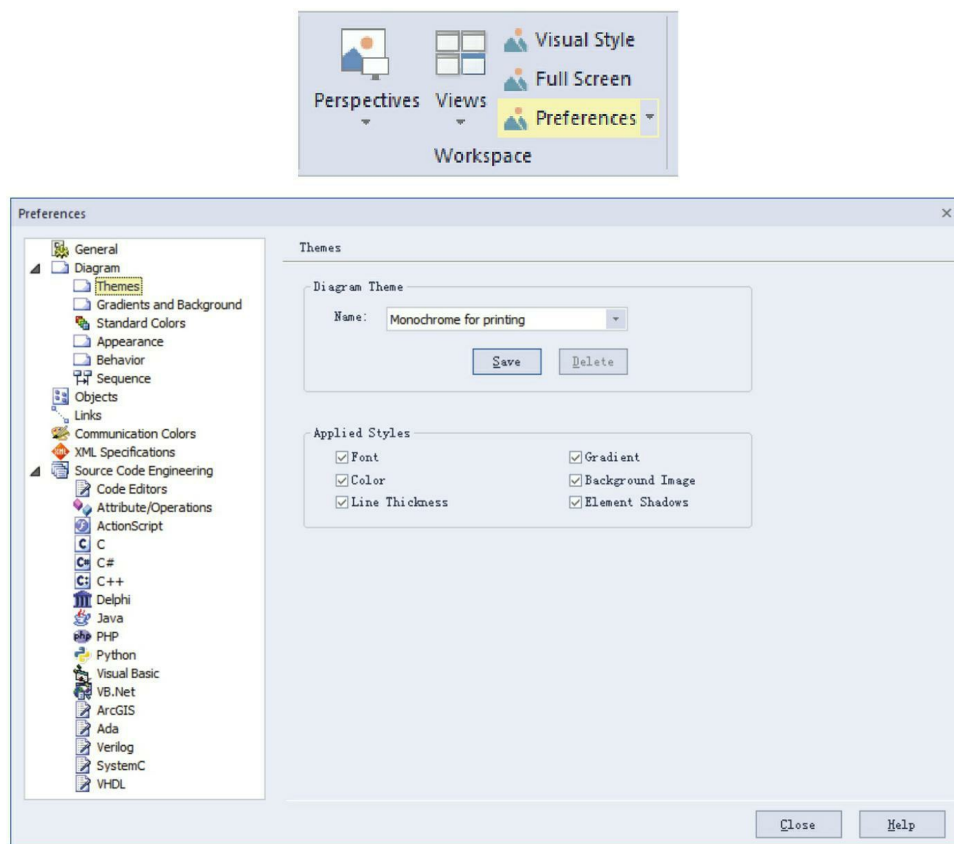 Visual Style
Full Screen
Perspectives Views Preferences
Workspace
Preferences
General
Diagram
Themes
Gradients and Background
Standard Colors
Appearance
Behavior
Sequence
Objects
Links
Communication Colors
XML Specifications
Source Code Engineering
Code Editors
Attribute/Operations
ActionScript
C
C#
C++
Delphi
Java
PHP
Python
Visual Basic
VB.Net
ArcGIS
Ada
Verilog
SystemC
VHDL
Themes
Diagram Theme
Name: Monochrome for printing
Save Delete
Applied Styles
Font Gradient
Color Background Image
Line Thickness Element Shadows
Close Help